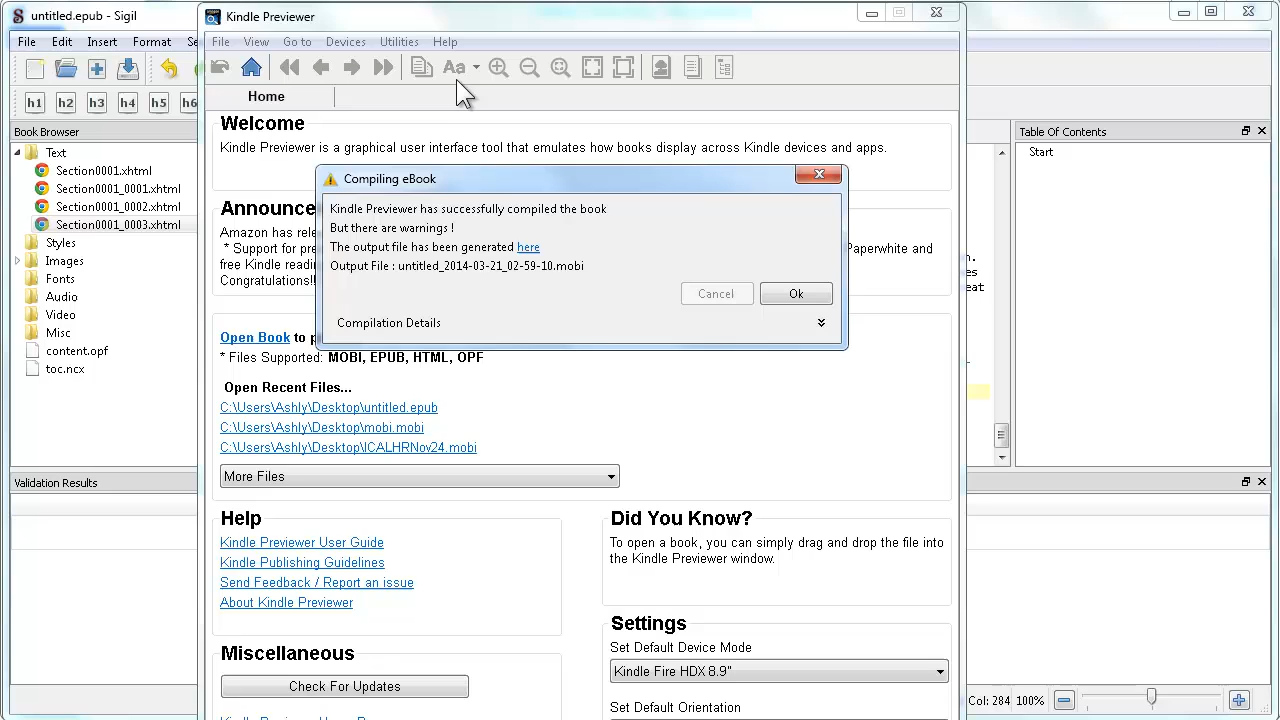 untitled.epub - Sigil
File Edit Insert Format
h1 h2 h3 h4 h5 h6
Book Browser
Text
Section0001.xhtml
Section0001_0001.xhtml
Section0001_0002.xhtml
Section0001_0003.xhtml
Styles
Images
Fonts
Audio
Video
Misc
content.opf
toc.ncx
Validation Results
Kindle Previewer
File View Go to Devices Utilities Help
Aa
Home
Welcome
Kindle Previewer is a graphical user interface tool that emulates how books display across Kindle devices and apps.
Amazon has
* Support for
Paperwhite and
free Kindle
Congratulations!!
Compiling eBook
Kindle Previewer has successfully compiled the book
But there are warnings !
The output file has been generated here
Output File : untitled_2014-03-21_02-59-10.mobi
Cancel Ok
Compilation Details
Open Book to
* Files Supported: MOBI, EPUB, HTML, OPF
Open Recent Files...
C:\Users\Ashly\Desktop\untitled.epub
C:\Users\Ashly\Desktop\mobi.mobi
C:\Users\Ashly\Desktop\ICALHRNov24.mobi
More Files
Help
Kindle Previewer User Guide
Kindle Publishing Guidelines
Send Feedback / Report an issue
About Kindle Previewer
Miscellaneous
Check For Updates
Did You Know?
To open a book, you can simply drag and drop the file into
the Kindle Previewer window.
Settings
Set Default Device Mode
Kindle Fire HDX 8.9"
Set Default Orientation
Table Of Contents
Start
Col: 284 100%